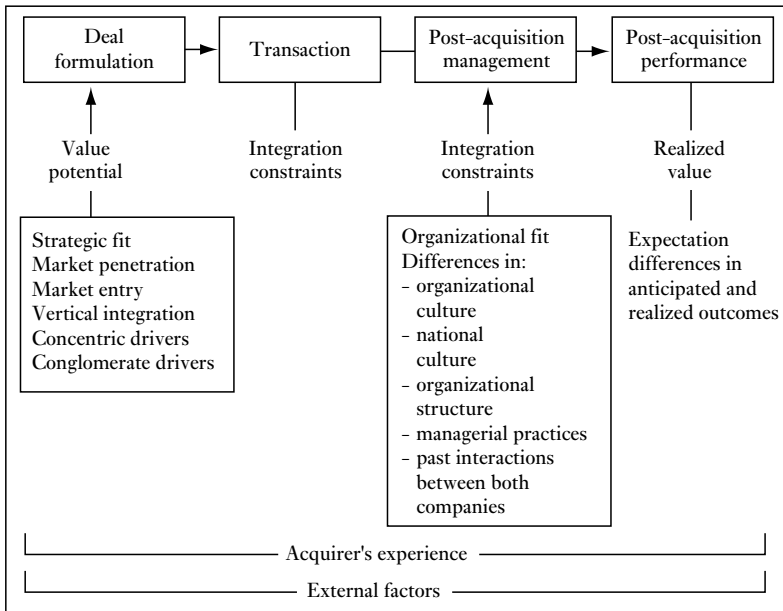 Deal
formulation
Transaction
Post-acquisition
management
Post-acquisition
performance
Value
potential
Integration
constraints
Integration
constraints
Realized
value
Strategic fit
Market penetration
Market entry
Vertical integration
Concentric drivers
Conglomerate drivers
Organizational fit
Differences in:
– organizational
culture
– national
culture
– organizational
structure
– managerial practices
– past interactions
between both
companies
Expectation
differences in
anticipated and
realized outcomes
Acquirer's experience
External factors